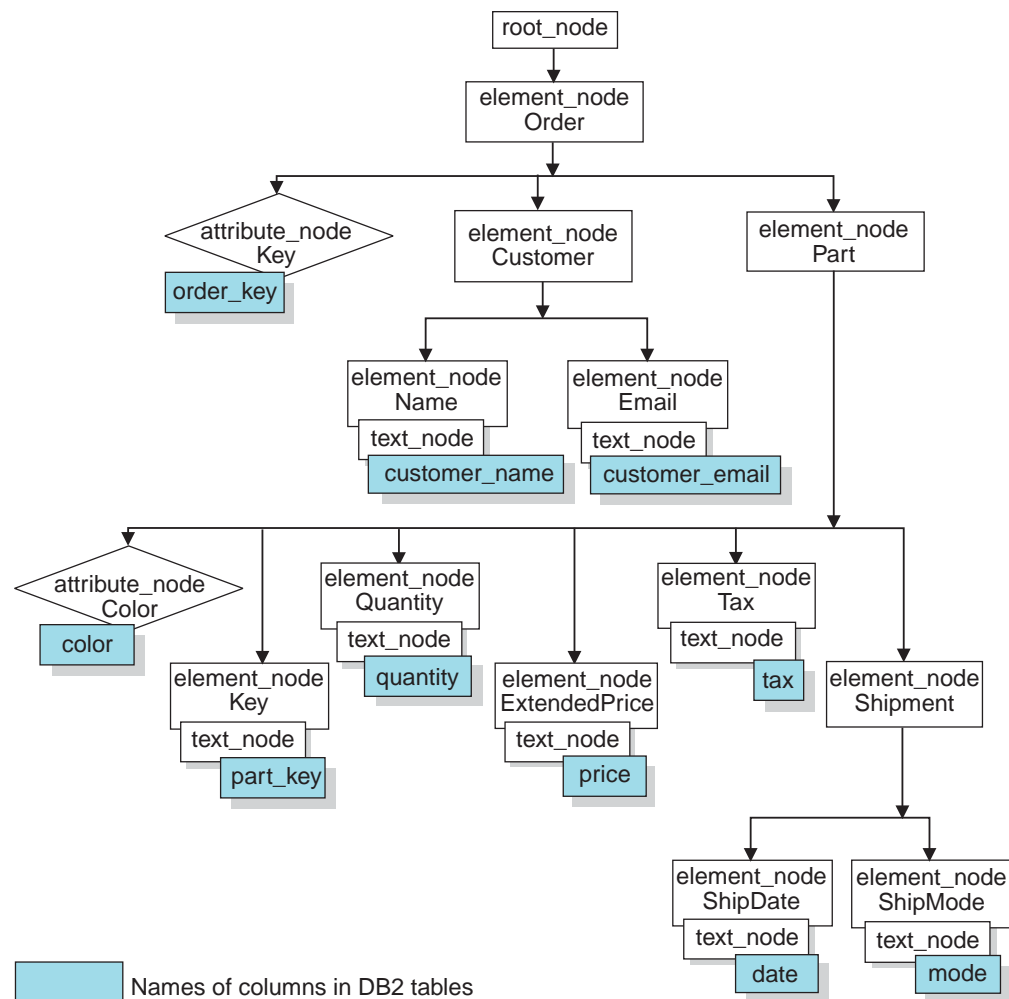 root_node
element_node
Order
attribute_node
Key
order_key
element_node
Customer
element_node
Part
element_node
Name
text_node
customer_name
element_node
Email
text_node
customer_email
attribute_node
Color
color
element_node
Key
text_node
part_key
element_node
Quantity
text_node
quantity
element_node
ExtendedPrice
text_node
price
element_node
Tax
text_node
tax
element_node
Shipment
element_node
ShipDate
text_node
date
element_node
ShipMode
text_node
mode
Names of columns in DB2 tables